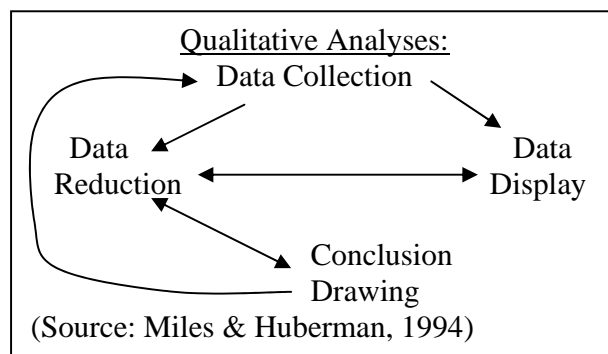 Qualitative Analyses:
Data Collection
Data
Reduction
Data
Display
Conclusion
Drawing
(Source: Miles & Huberman, 1994)